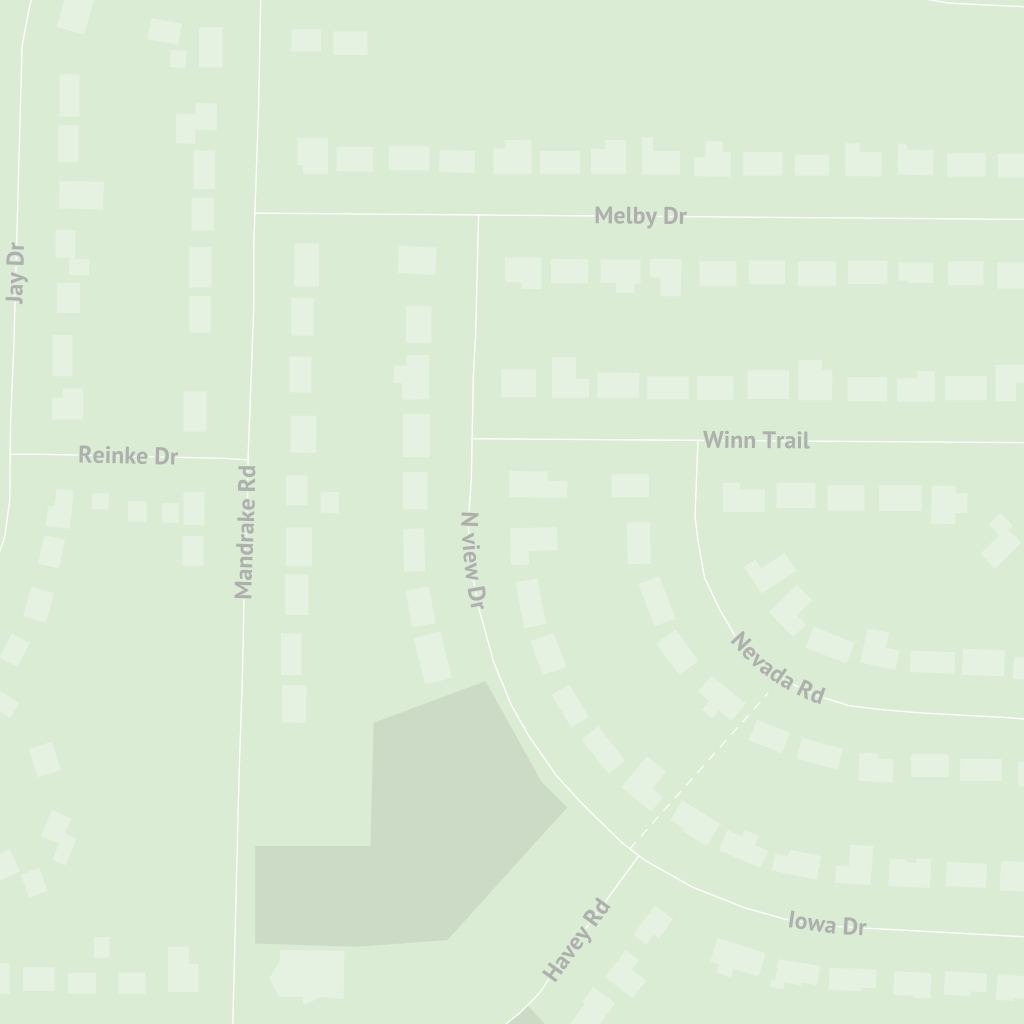 Melby Dr
Jay Dr
Winn Trail
Reinke Dr
Mandrake Rd
N view Dr
Nevada Rd
Iowa Dr
Havey Rd